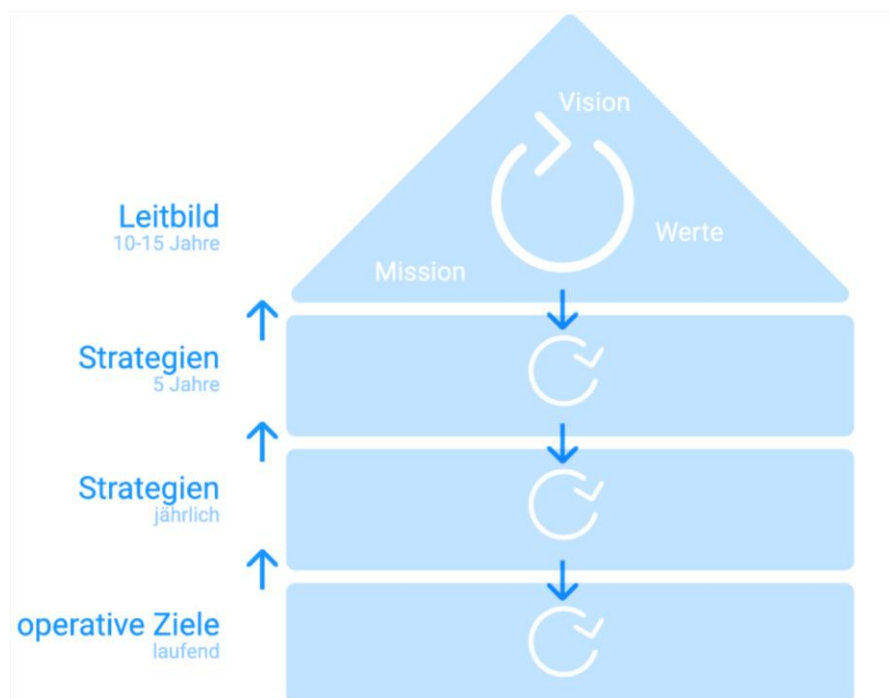 Vision
Leitbild
10-15 Jahre
Werte
Mission
Strategien
5 Jahre
Strategien
jährlich
operative Ziele
laufend